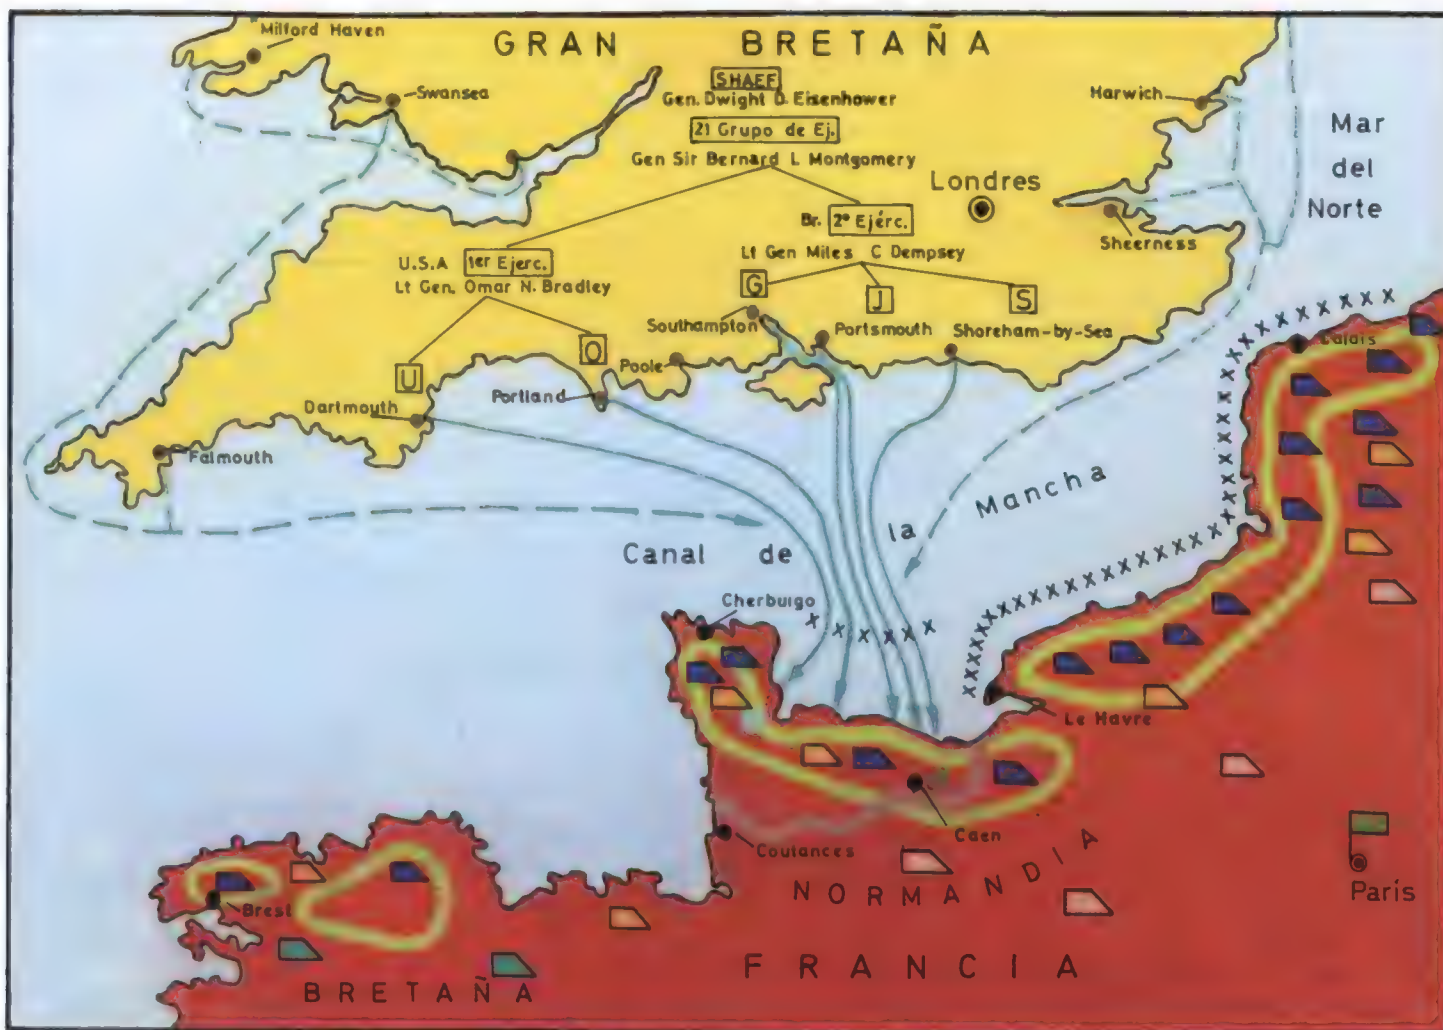 Milford Haven
GRAN BRETAÑA
Swansea
SHAEF
Gen. Dwight D. Eisenhower
Harwich
21 Grupo de Ej.
Gen Sir Bernard L Montgomery
Mar
del
Norte
Londres
Br. 2º Ejérc.
Sheerness
U.S.A 1er Ejerc.
Lt Gen Miles C Dempsey
Lt Gen. Omar N. Bradley
G
J
S
Southampton
Portsmouth
Shoreham-by-Sea
O
U
Poole
Calais
Dartmouth
Portland
Falmouth
Canal de la Mancha
Cherburgo
Le Havre
Caen
Coutances
NORMANDIA
París
Brest
FRANCIA
BRETAÑA
XXXXXXXXXXXXXXXXXXXXXXXXXXXXXXXXXXXXXXXXXXXXXXXX
X XXXXX